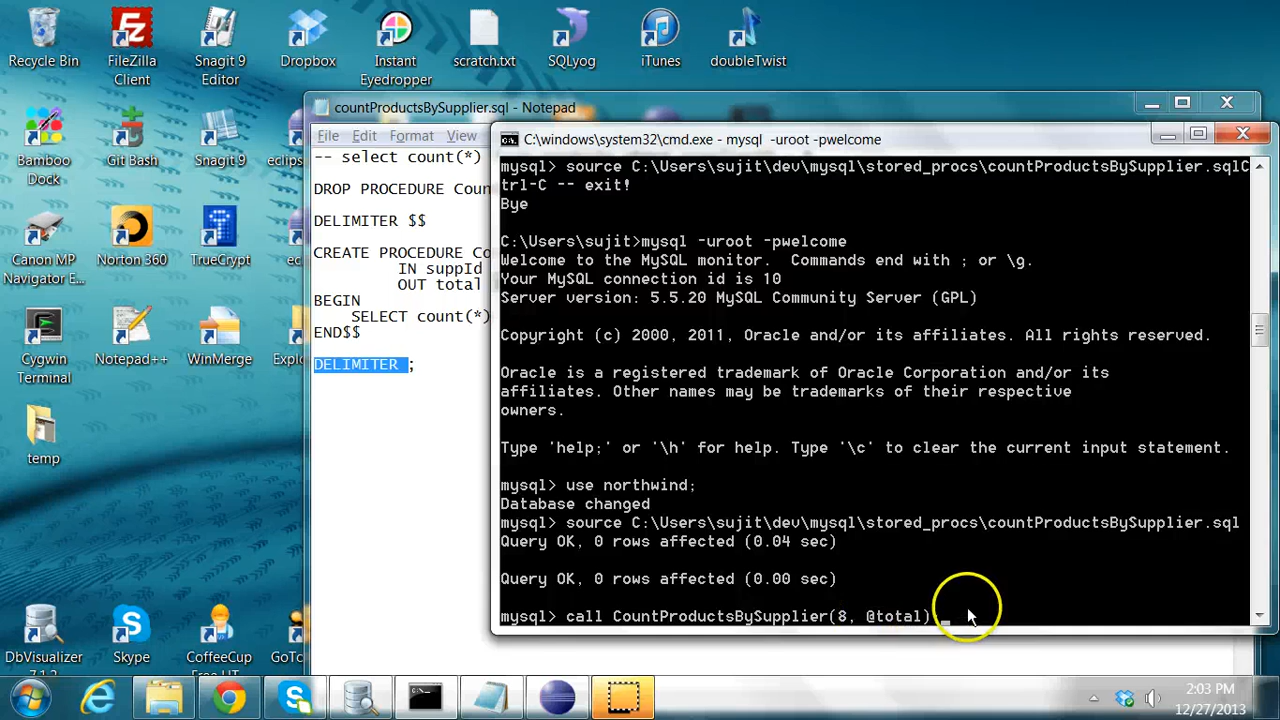 Recycle Bin
FileZilla
Client
Snagit 9
Editor
Dropbox
Instant
Eyedropper
scratch.txt
SQLyog
iTunes
doubleTwist
Bamboo
Dock
Git Bash
Snagit 9
eclips
Canon MP
Navigator E...
Norton 360
TrueCrypt
ec
Cygwin
Terminal
Notepad++
WinMerge
Explo
temp
DbVisualizer
7.1.2
Skype
CoffeeCup
Free HT
GoTo
countProductsBySupplier.sql - Notepad
File Edit Format View
-- select count(*)
DROP PROCEDURE Coun
DELIMITER $$
CREATE PROCEDURE Co
IN suppId
OUT total
BEGIN
SELECT count(*)
END$$
DELIMITER ;
C:\windows\system32\cmd.exe - mysql -uroot -pwelcome
mysql> source C:\Users\sujit\dev\mysql\stored_procs\countProductsBySupplier.sqlC
trl-C -- exit!
Bye
C:\Users\sujit>mysql -uroot -pwelcome
Welcome to the MySQL monitor. Commands end with ; or \g.
Your MySQL connection id is 10
Server version: 5.5.20 MySQL Community Server (GPL)
Copyright (c) 2000, 2011, Oracle and/or its affiliates. All rights reserved.
Oracle is a registered trademark of Oracle Corporation and/or its
affiliates. Other names may be trademarks of their respective
owners.
Type 'help;' or '\h' for help. Type '\c' to clear the current input statement.
mysql> use northwind;
Database changed
mysql> source C:\Users\sujit\dev\mysql\stored_procs\countProductsBySupplier.sql
Query OK, 0 rows affected (0.04 sec)
Query OK, 0 rows affected (0.00 sec)
mysql> call CountProductsBySupplier(8, @total)
2:03 PM
12/27/2013